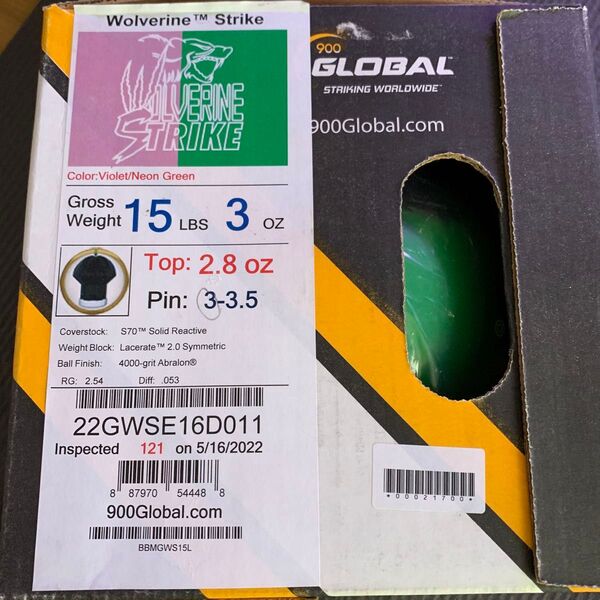 Wolverine™ Strike
WOLVERINE
STRIKE
Color:Violet/Neon Green
Gross Weight 15 LBS 3 OZ
Top: 2.8 oz
Pin: 3-3.5
Coverstock: S70™ Solid Reactive
Weight Block: Lacerate™ 2.0 Symmetric
Ball Finish: 4000-grit Abralon®
RG: 2.54 Diff: .053
22GWSE16D011
Inspected 121 on 5/16/2022
8 87970 54448 8
900Global.com
BBMGWS15L
900
GLOBAL
STRIKING WORLDWIDE™
900Global.com
*00021700*